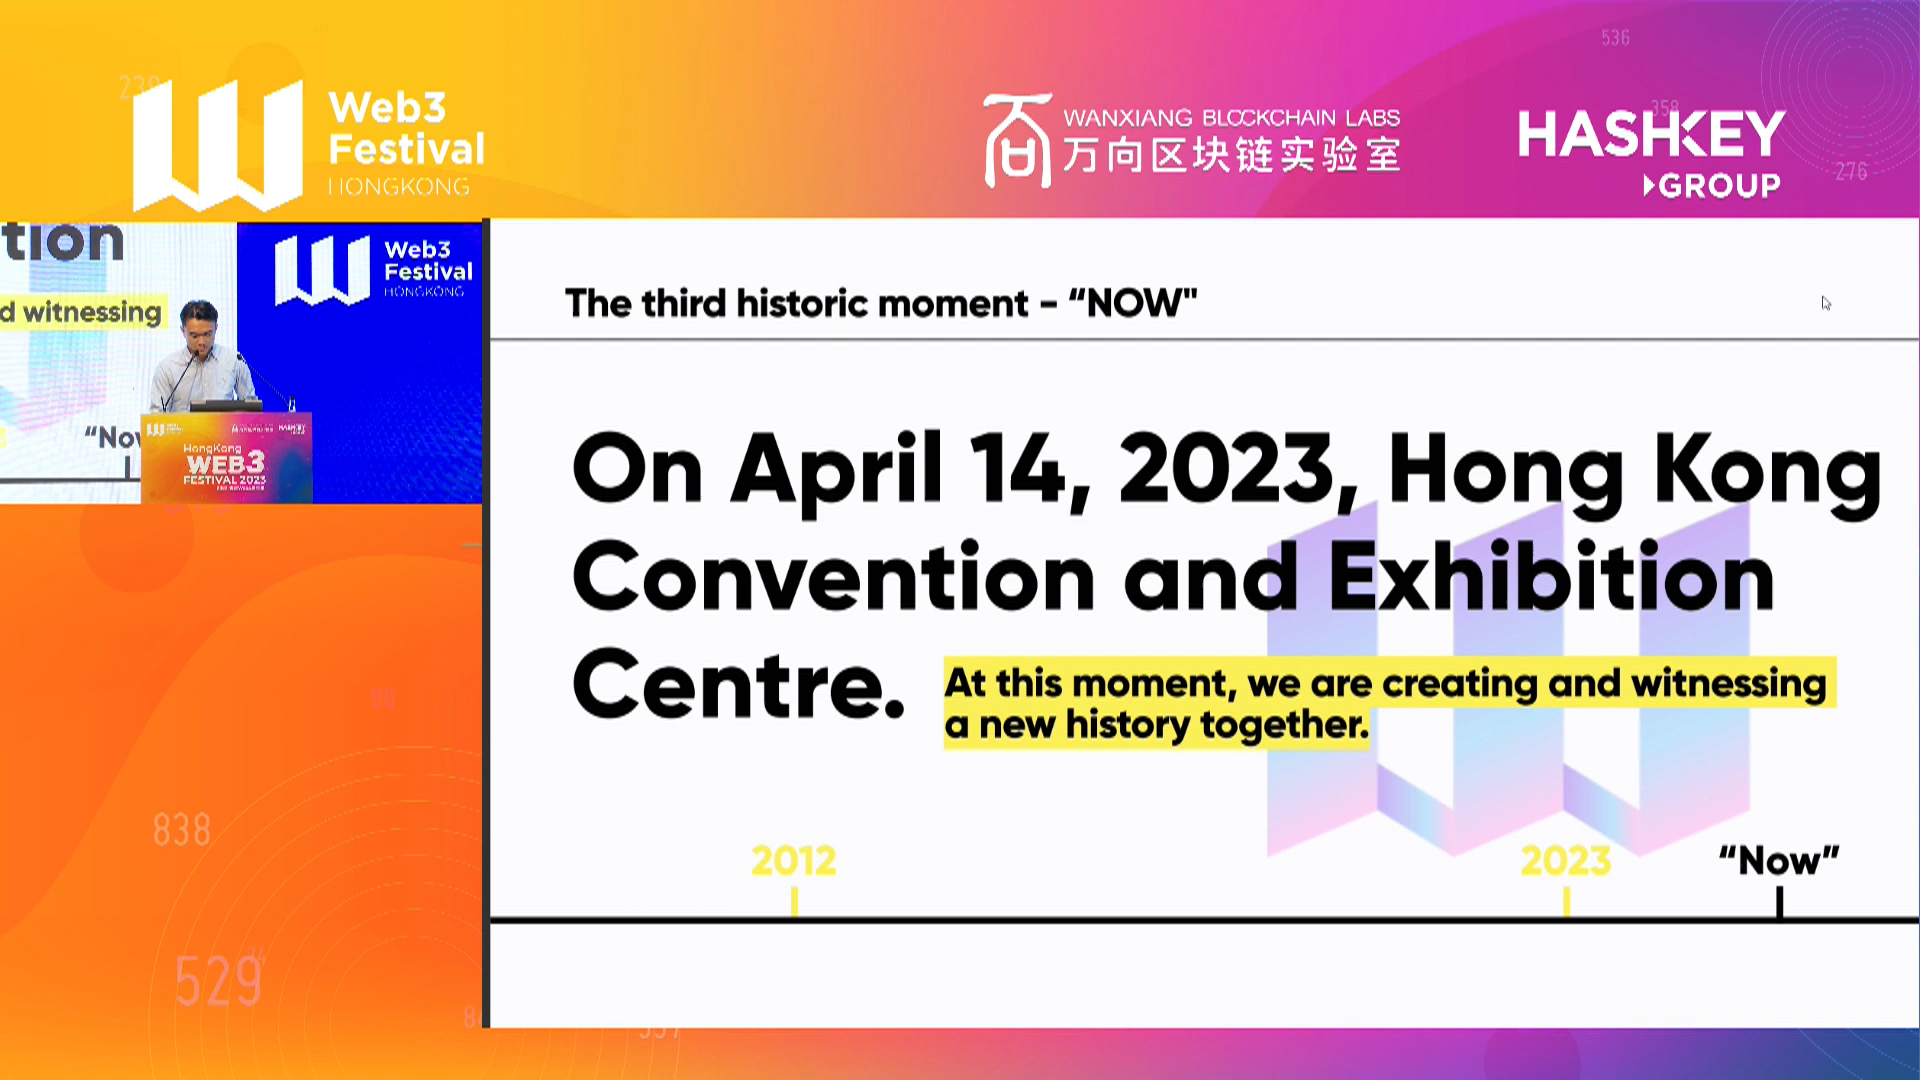 Web3
Festival
HONGKONG
WANXIANG BLOCKCHAIN LABS
万向区块链实验室
HASHKEY
GROUP
536
358
276
tion
d witnessing
Web3
Festival
HONGKONG
HongKong
WEB3
FESTIVAL 2023
The third historic moment – “NOW"
On April 14, 2023, Hong Kong
Convention and Exhibition
Centre.
At this moment, we are creating and witnessing
a new history together.
2012
2023
“Now”
90
838
529